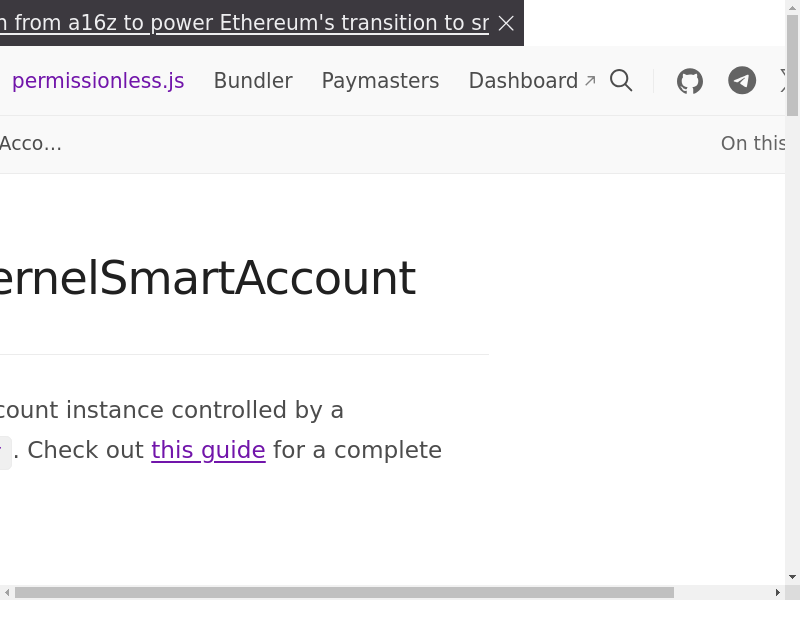 from a16z to power Ethereum's transition to
permissionless.js Bundler Paymasters Dashboard
Acco…
On this
ernelSmartAccount
count instance controlled by a
. Check out this guide for a complete